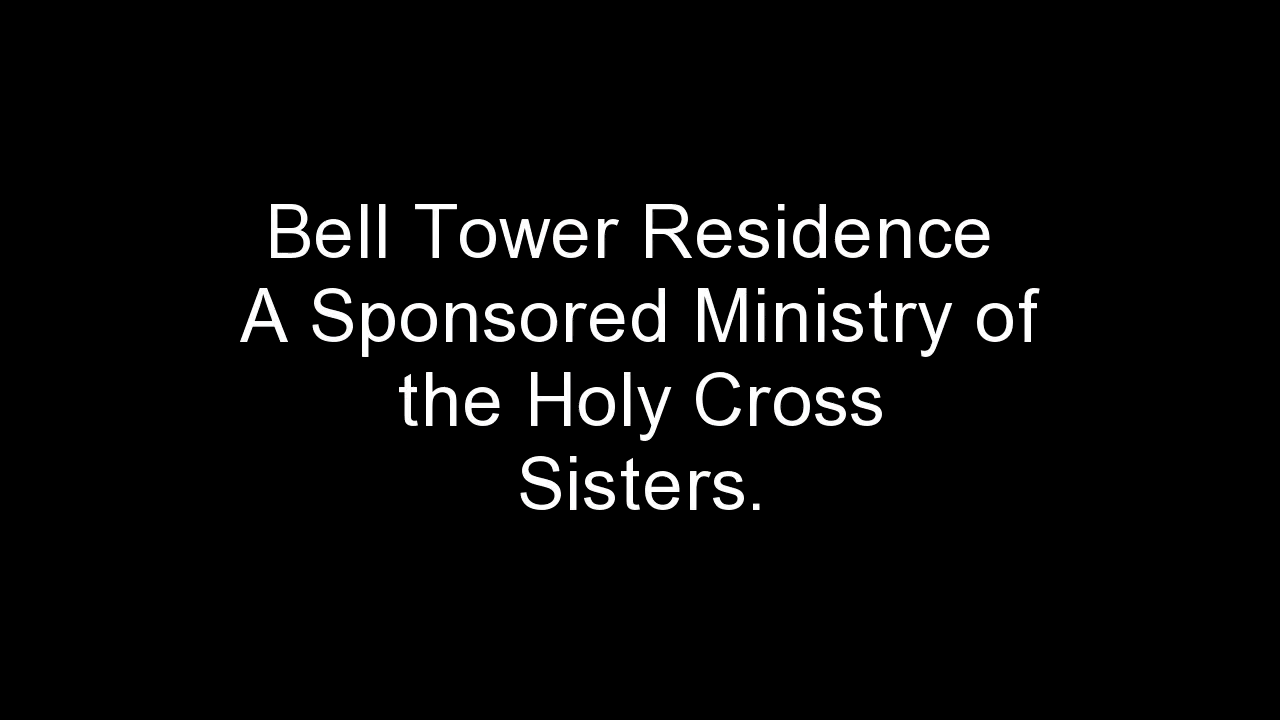 Bell Tower Residence
A Sponsored Ministry of
the Holy Cross
Sisters.